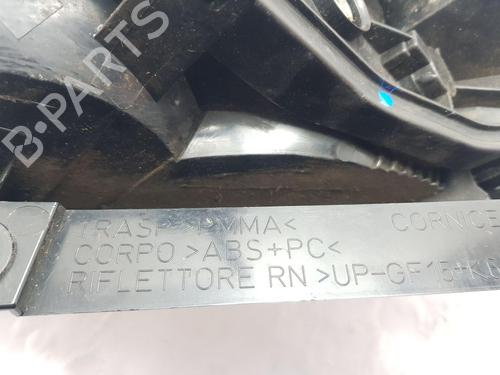 B-PARTS
TRASP >PMMA< CORNICE
CORPO >ABS+PC<
RIFLETTORE RN >UP-GF15+K